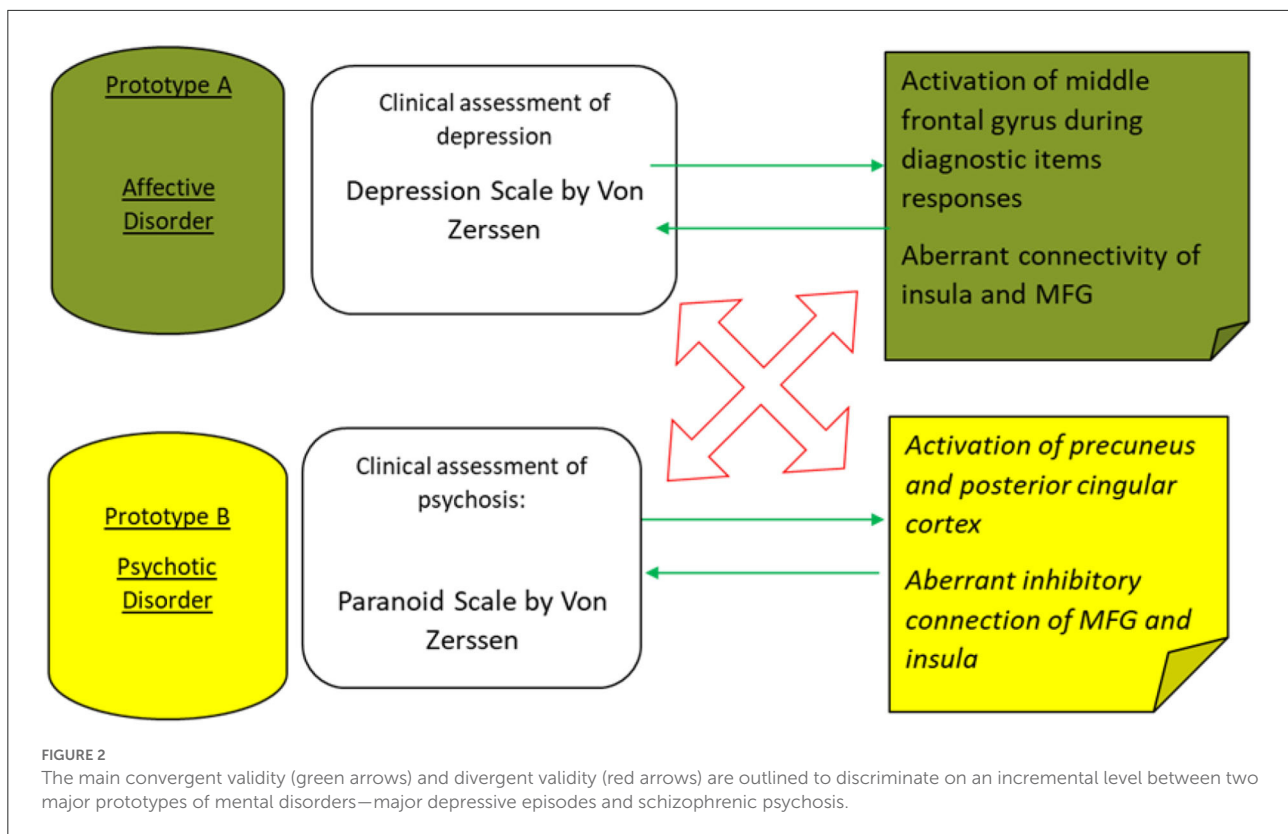 Prototype A
Affective
Disorder
Clinical assessment of
depression
Depression Scale by Von
Zerssen
Activation of middle
frontal gyrus during
diagnostic items
responses
Aberrant connectivity of
insula and MFG
Prototype B
Psychotic
Disorder
Clinical assessment of
psychosis:
Paranoid Scale by Von
Zerssen
Activation of precuneus
and posterior cingular
cortex
Aberrant inhibitory
connection of MFG and
insula
FIGURE 2
The main convergent validity (green arrows) and divergent validity (red arrows) are outlined to discriminate on an incremental level between two
major prototypes of mental disorders—major depressive episodes and schizophrenic psychosis.